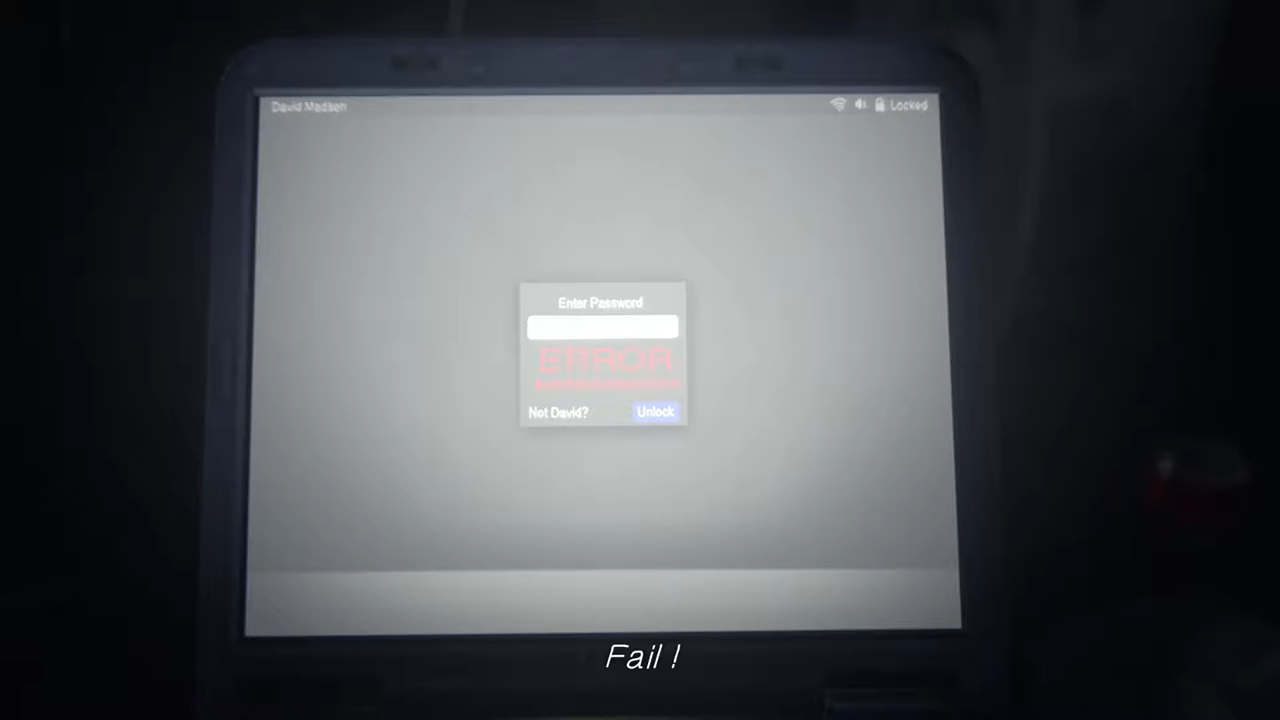 David Madsen
Locked
Enter Password
ERROR
Not David?
Unlock
Fail !